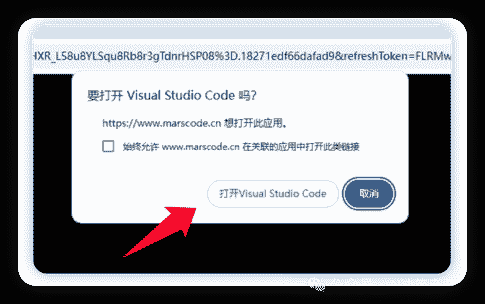 HXR_L58u8YLSqu8Rb8r3gTdnrHSP08%3D.18271edf66dafad9&refreshToken=FLRMw
要打开 Visual Studio Code 吗?
https://www.marscode.cn 想打开此应用。
始终允许 www.marscode.cn 在关联的应用中打开此类链接
打开Visual Studio Code
取消